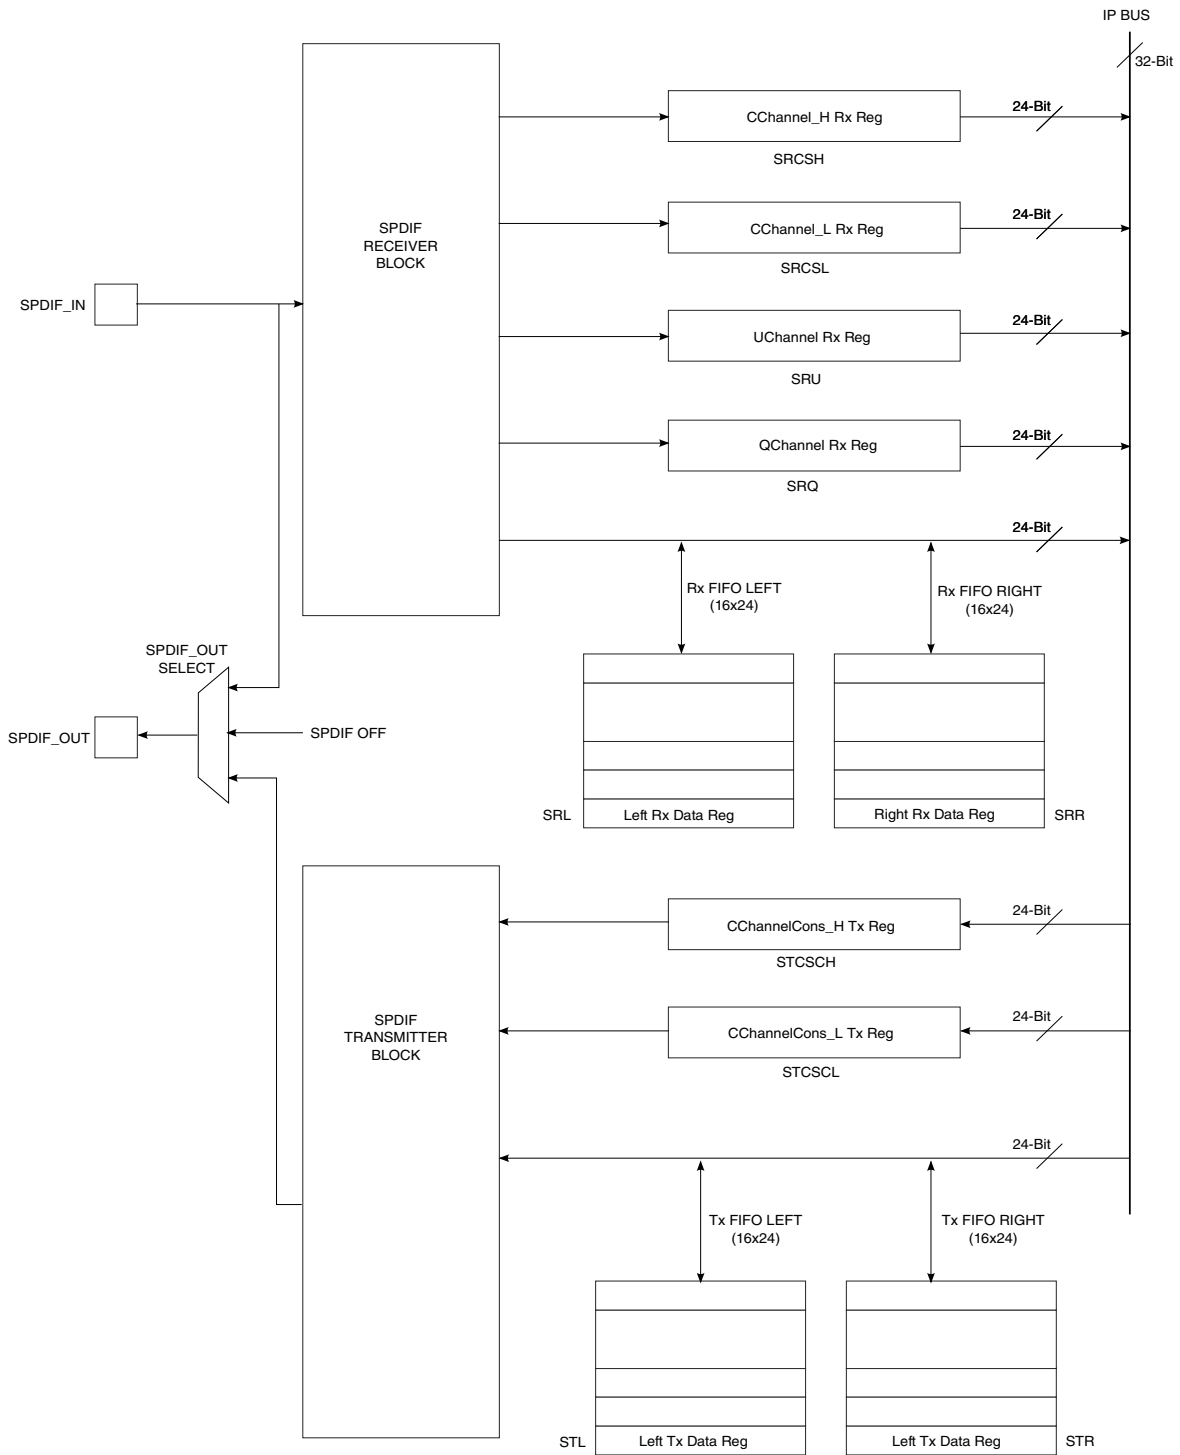 IP BUS
32-Bit
24-Bit
CChannel_H Rx Reg
SRCSH
SPDIF
RECEIVER
BLOCK
24-Bit
CChannel_L Rx Reg
SRCSL
SPDIF_IN
24-Bit
UChannel Rx Reg
SRU
24-Bit
QChannel Rx Reg
SRQ
24-Bit
Rx FIFO LEFT
(16x24)
Rx FIFO RIGHT
(16x24)
SPDIF_OUT
SELECT
SPDIF_OUT
SPDIF OFF
SRL
Left Rx Data Reg
Right Rx Data Reg
SRR
24-Bit
CChannelCons_H Tx Reg
STCSCH
SPDIF
TRANSMITTER
BLOCK
24-Bit
CChannelCons_L Tx Reg
STCSCL
24-Bit
Tx FIFO LEFT
(16x24)
Tx FIFO RIGHT
(16x24)
STL
Left Tx Data Reg
Left Tx Data Reg
STR